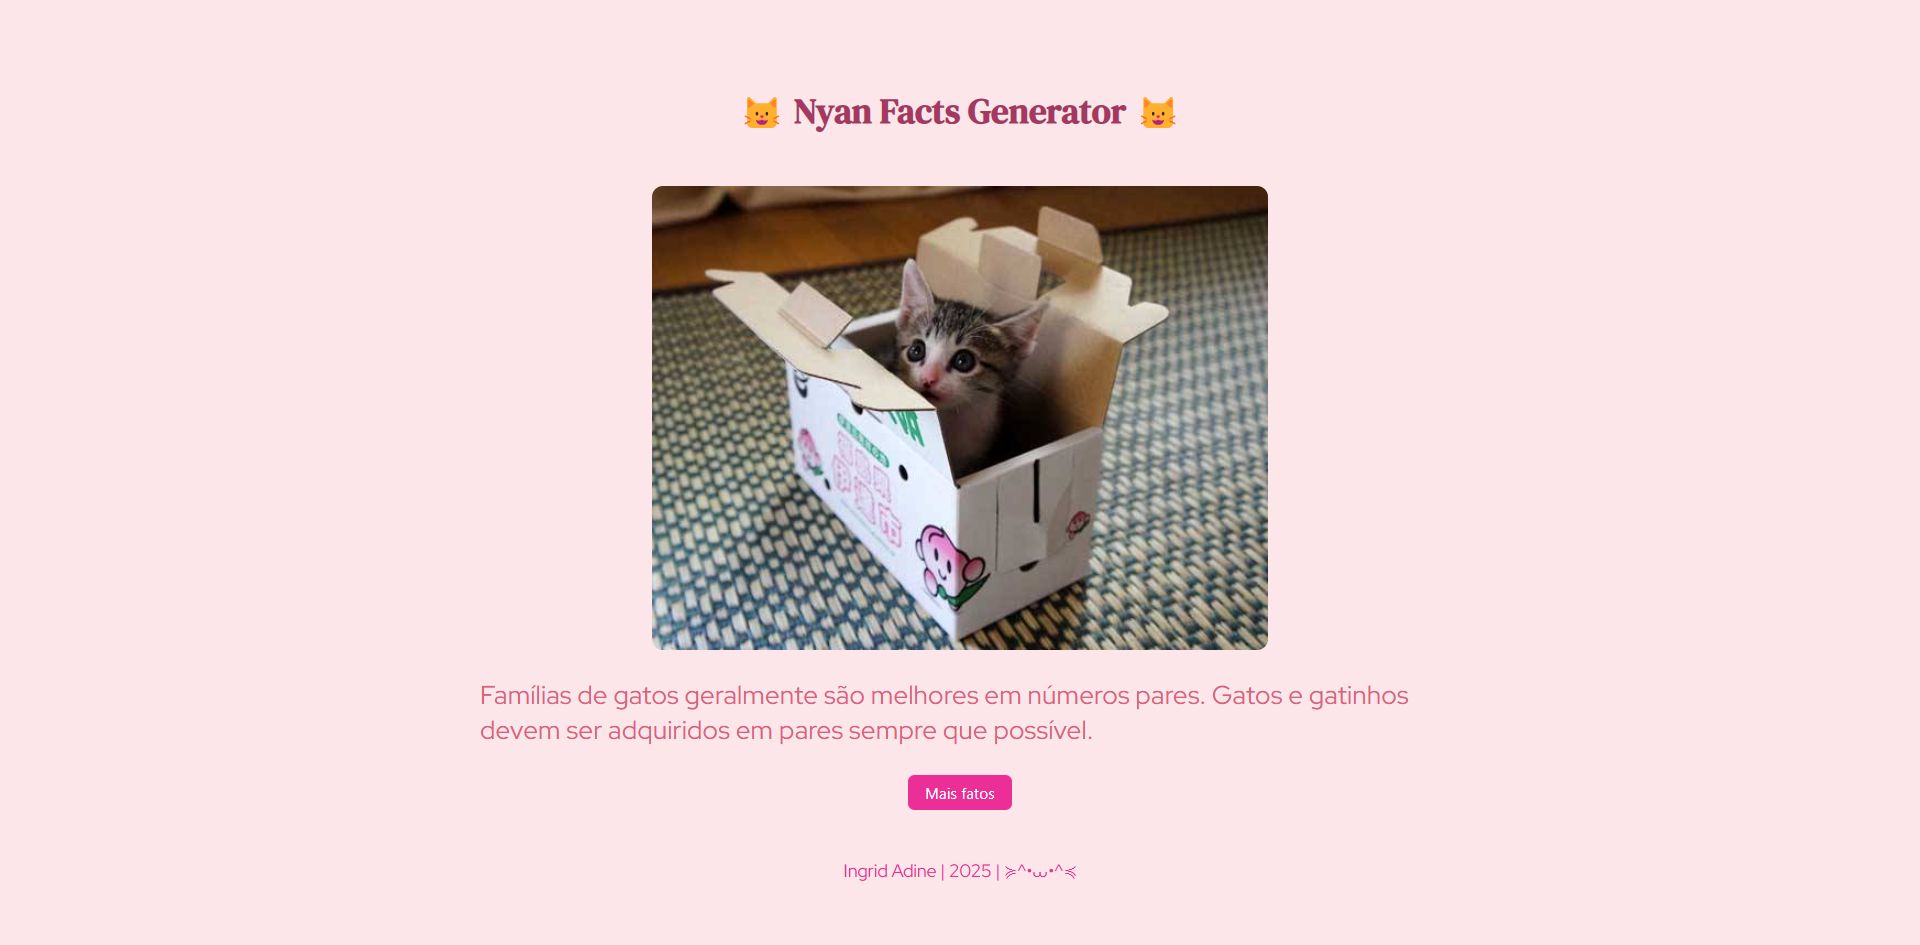 😺 Nyan Facts Generator 😺
Famílias de gatos geralmente são melhores em números pares. Gatos e gatinhos
devem ser adquiridos em pares sempre que possível.
Mais fatos
Ingrid Adine | 2025 | ≽^•⩊•^≼